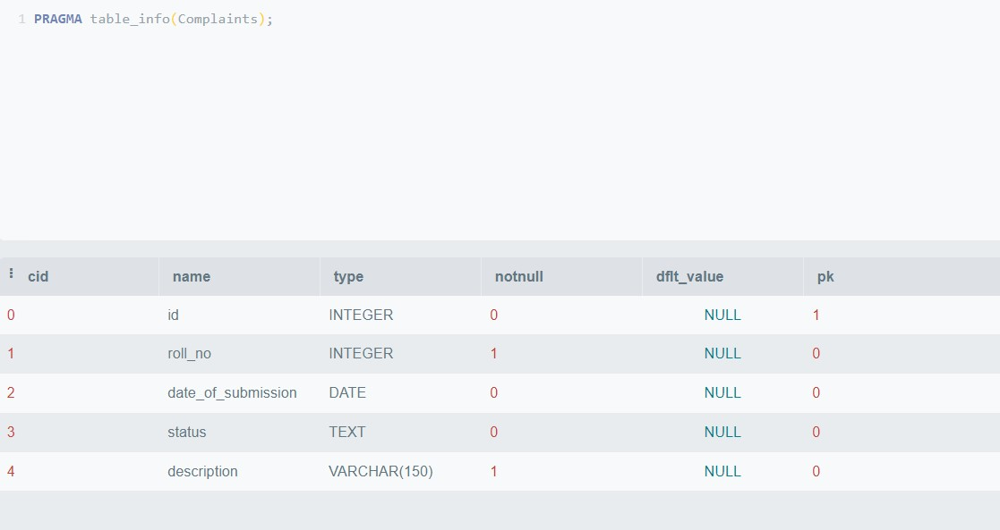 1 PRAGMA table_info(Complaints);
cid name type notnull dflt_value pk
0 id INTEGER 0 NULL 1
1 roll_no INTEGER 1 NULL 0
2 date_of_submission DATE 0 NULL 0
3 status TEXT 0 NULL 0
4 description VARCHAR(150) 1 NULL 0